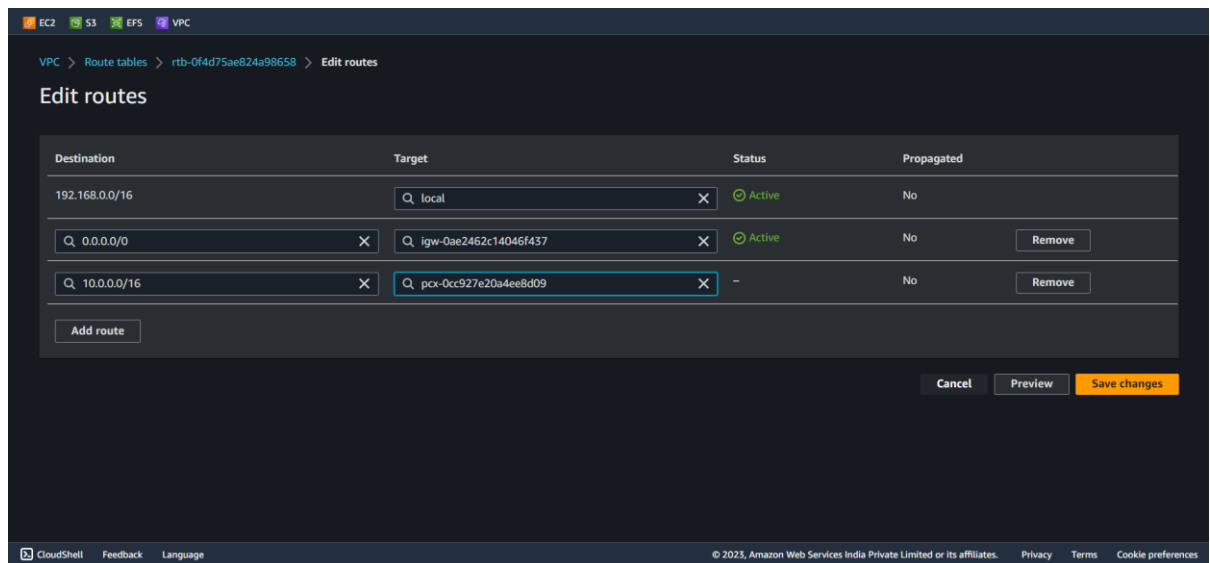 EC2 S3 EFS VPC
VPC > Route tables > rtb-0f4d75ae824a98658 > Edit routes
Edit routes
Destination Target Status Propagated
192.168.0.0/16 local Active No
0.0.0.0/0 igw-0ae2462c14046f437 Active No Remove
10.0.0.0/16 pcx-0cc927e20a4ee8d09 – No Remove
Add route
Cancel Preview Save changes
CloudShell Feedback Language © 2023, Amazon Web Services India Private Limited or its affiliates. Privacy Terms Cookie preferences